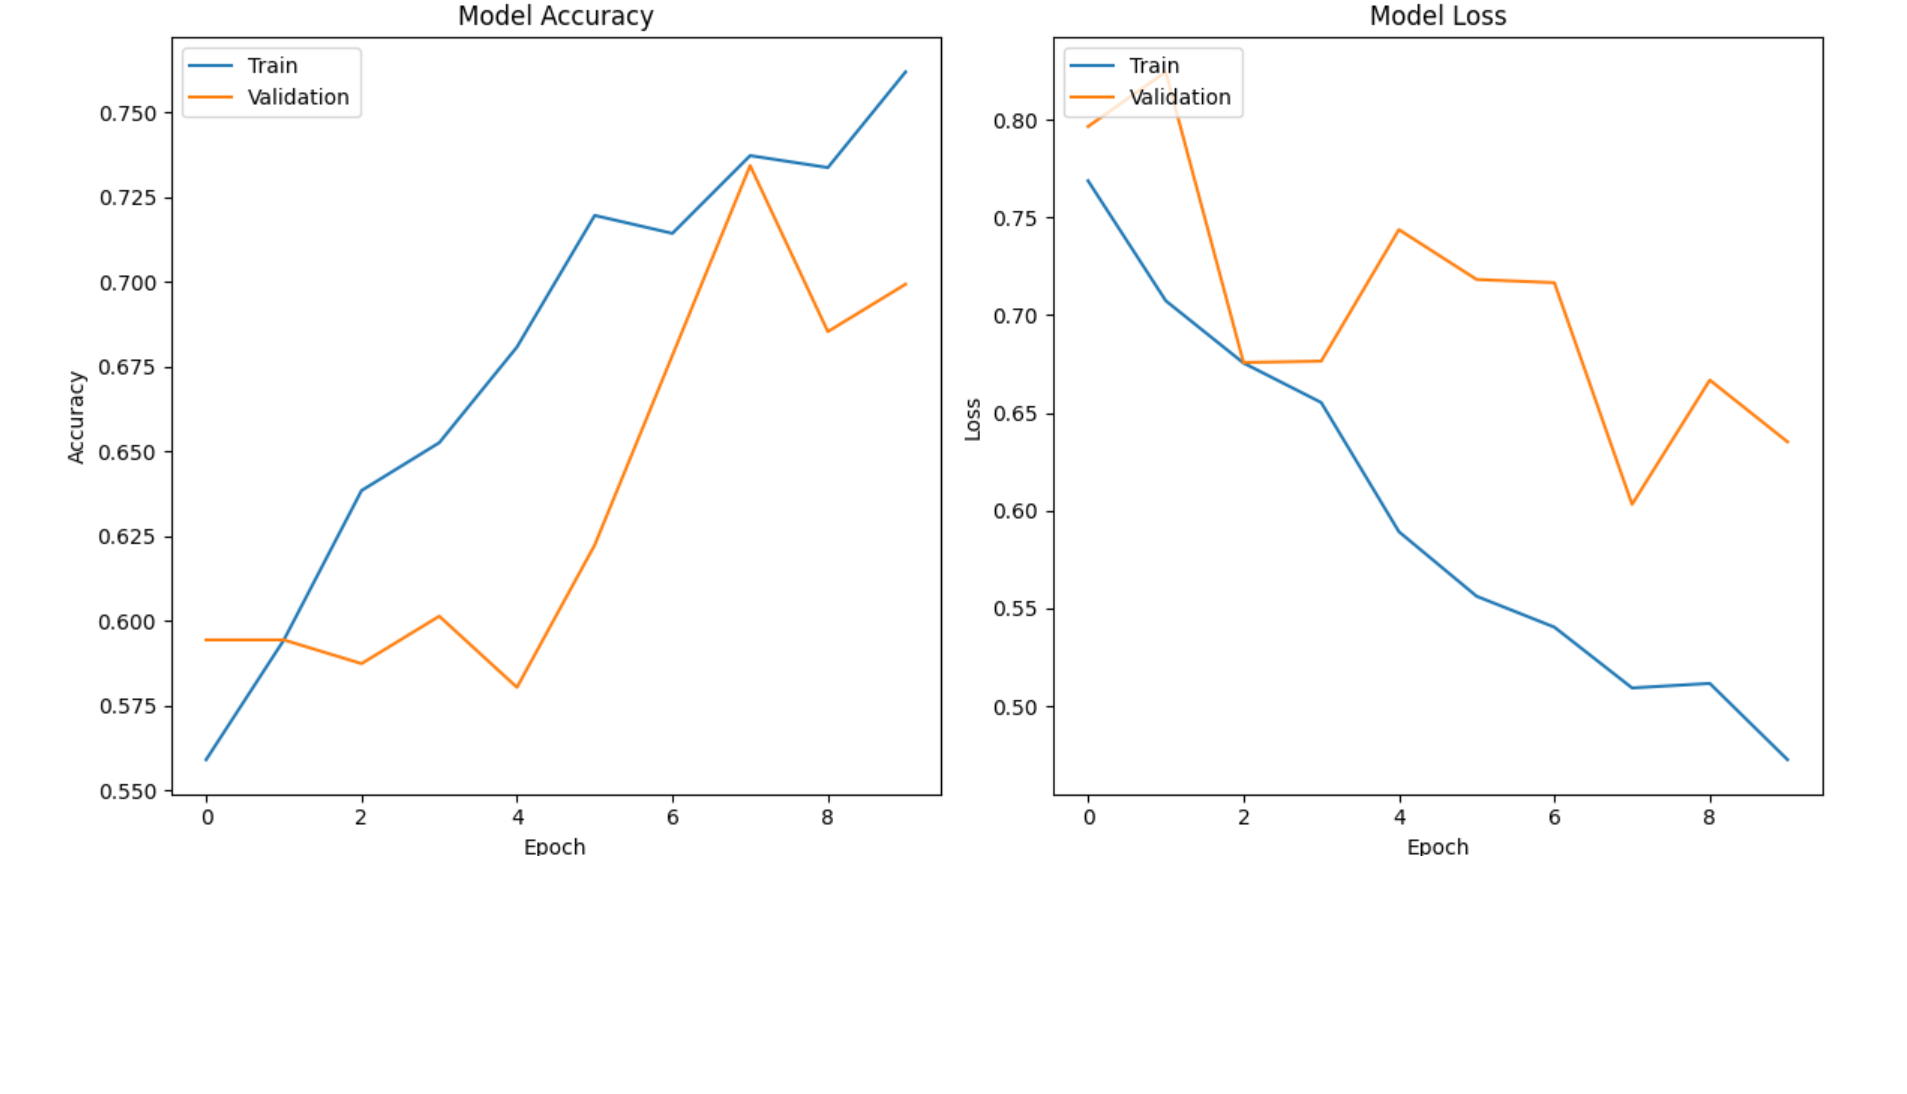 Model Accuracy
Train
Validation
0.750
0.725
0.700
0.675
0.650
0.625
0.600
0.575
0.550
Accuracy
0 2 4 6 8
Epoch
Model Loss
Train
Validation
0.80
0.75
0.70
0.65
0.60
0.55
0.50
Loss
0 2 4 6 8
Epoch